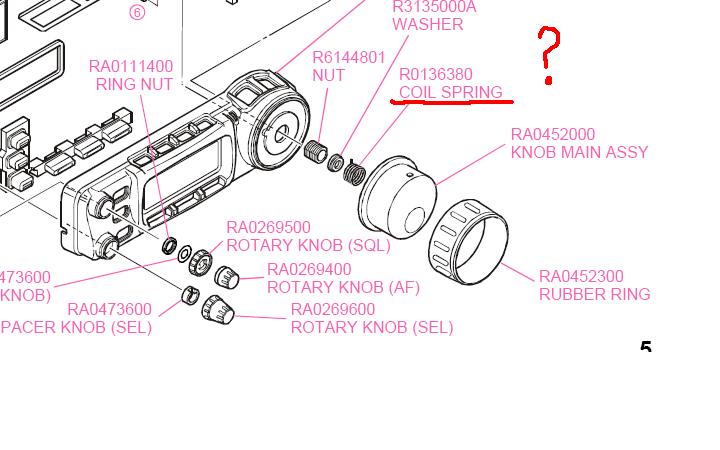 6
R3135000A
WASHER
?
RA0111400
RING NUT
R6144801
NUT
R0136380
COIL SPRING
RA0452000
KNOB MAIN ASSY
RA0269500
ROTARY KNOB (SQL)
RA0269400
ROTARY KNOB (AF)
473600
KNOB)
RA0473600
PACER KNOB (SEL)
RA0269600
ROTARY KNOB (SEL)
RA0452300
RUBBER RING
5